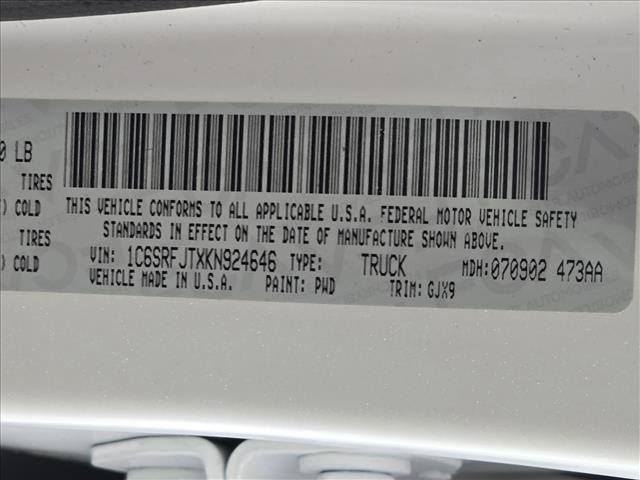 0 LB
TIRES
) COLD
TIRES
) COLD
THIS VEHICLE CONFORMS TO ALL APPLICABLE U.S.A. FEDERAL MOTOR VEHICLE SAFETY
STANDARDS IN EFFECT ON THE DATE OF MANUFACTURE SHOWN ABOVE.
VIN: 1C6SRFJTXKN924646 TYPE: TRUCK MDH:070902 473AA
VEHICLE MADE IN U.S.A. PAINT: PWD TRIM: GJX9